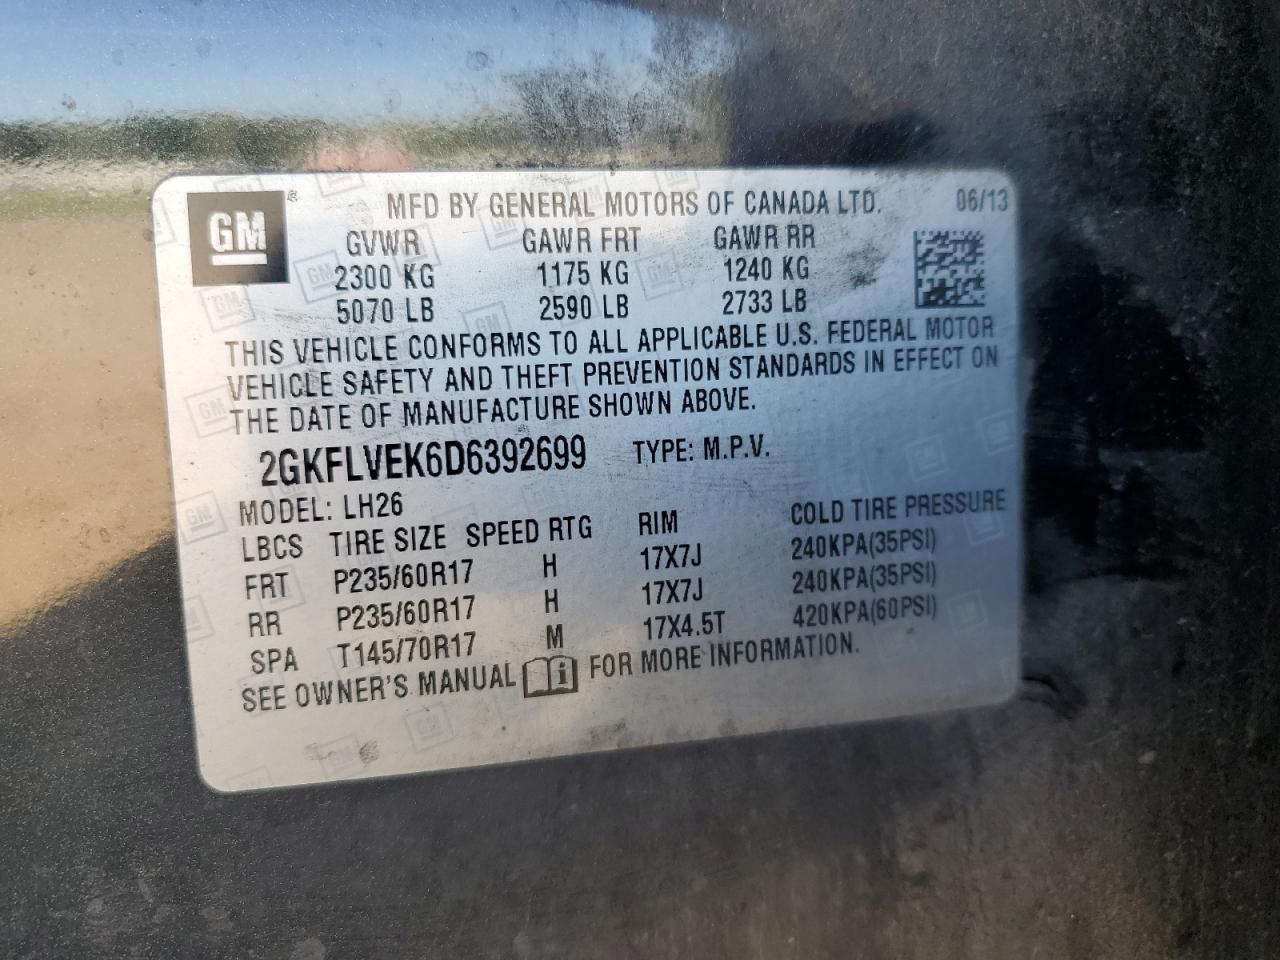 GM
MFD BY GENERAL MOTORS OF CANADA LTD. 06/13
GVWR GAWR FRT GAWR RR
2300 KG 1175 KG 1240 KG
5070 LB 2590 LB 2733 LB
THIS VEHICLE CONFORMS TO ALL APPLICABLE U.S. FEDERAL MOTOR
VEHICLE SAFETY AND THEFT PREVENTION STANDARDS IN EFFECT ON
THE DATE OF MANUFACTURE SHOWN ABOVE.
2GKFLVEK6D6392699 TYPE: M.P.V.
MODEL: LH26
LBCS TIRE SIZE SPEED RTG RIM COLD TIRE PRESSURE
FRT P235/60R17 H 17X7J 240KPA(35PSI)
RR P235/60R17 H 17X7J 240KPA(35PSI)
SPA T145/70R17 M 17X4.5T 420KPA(60PSI)
SEE OWNER'S MANUAL FOR MORE INFORMATION.